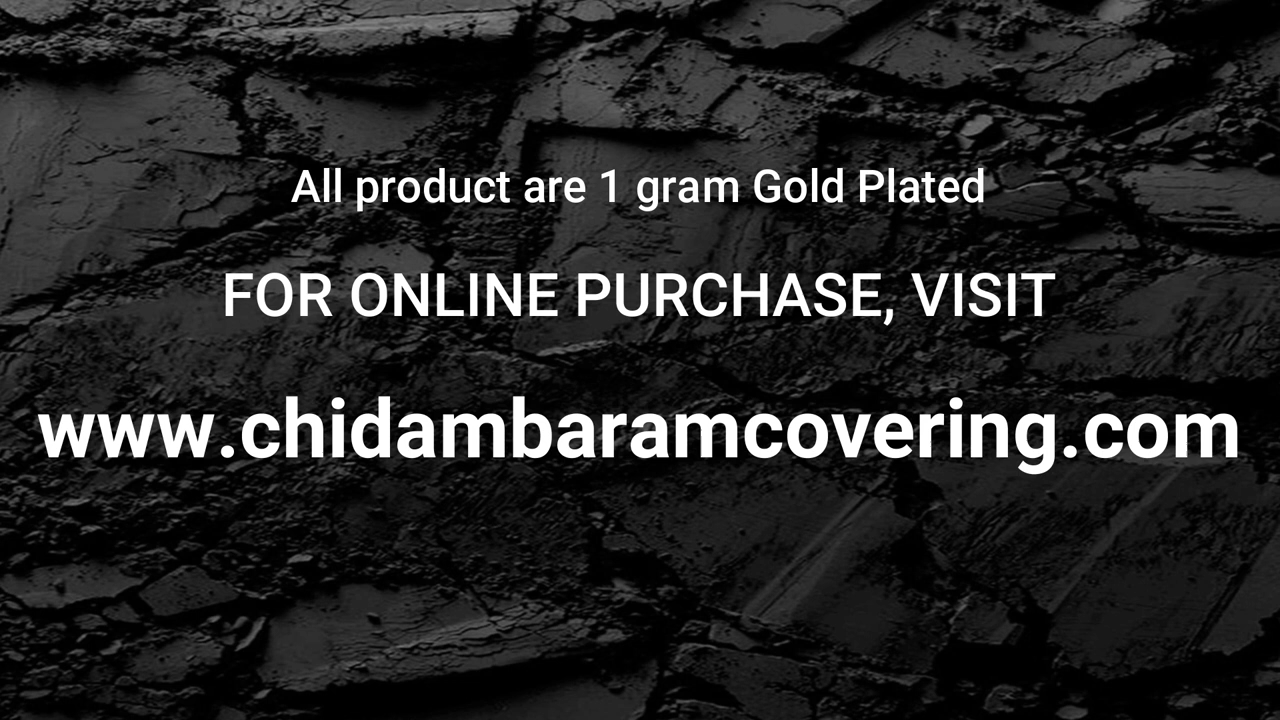 All product are 1 gram Gold Plated
FOR ONLINE PURCHASE, VISIT
www.chidambaramcovering.com